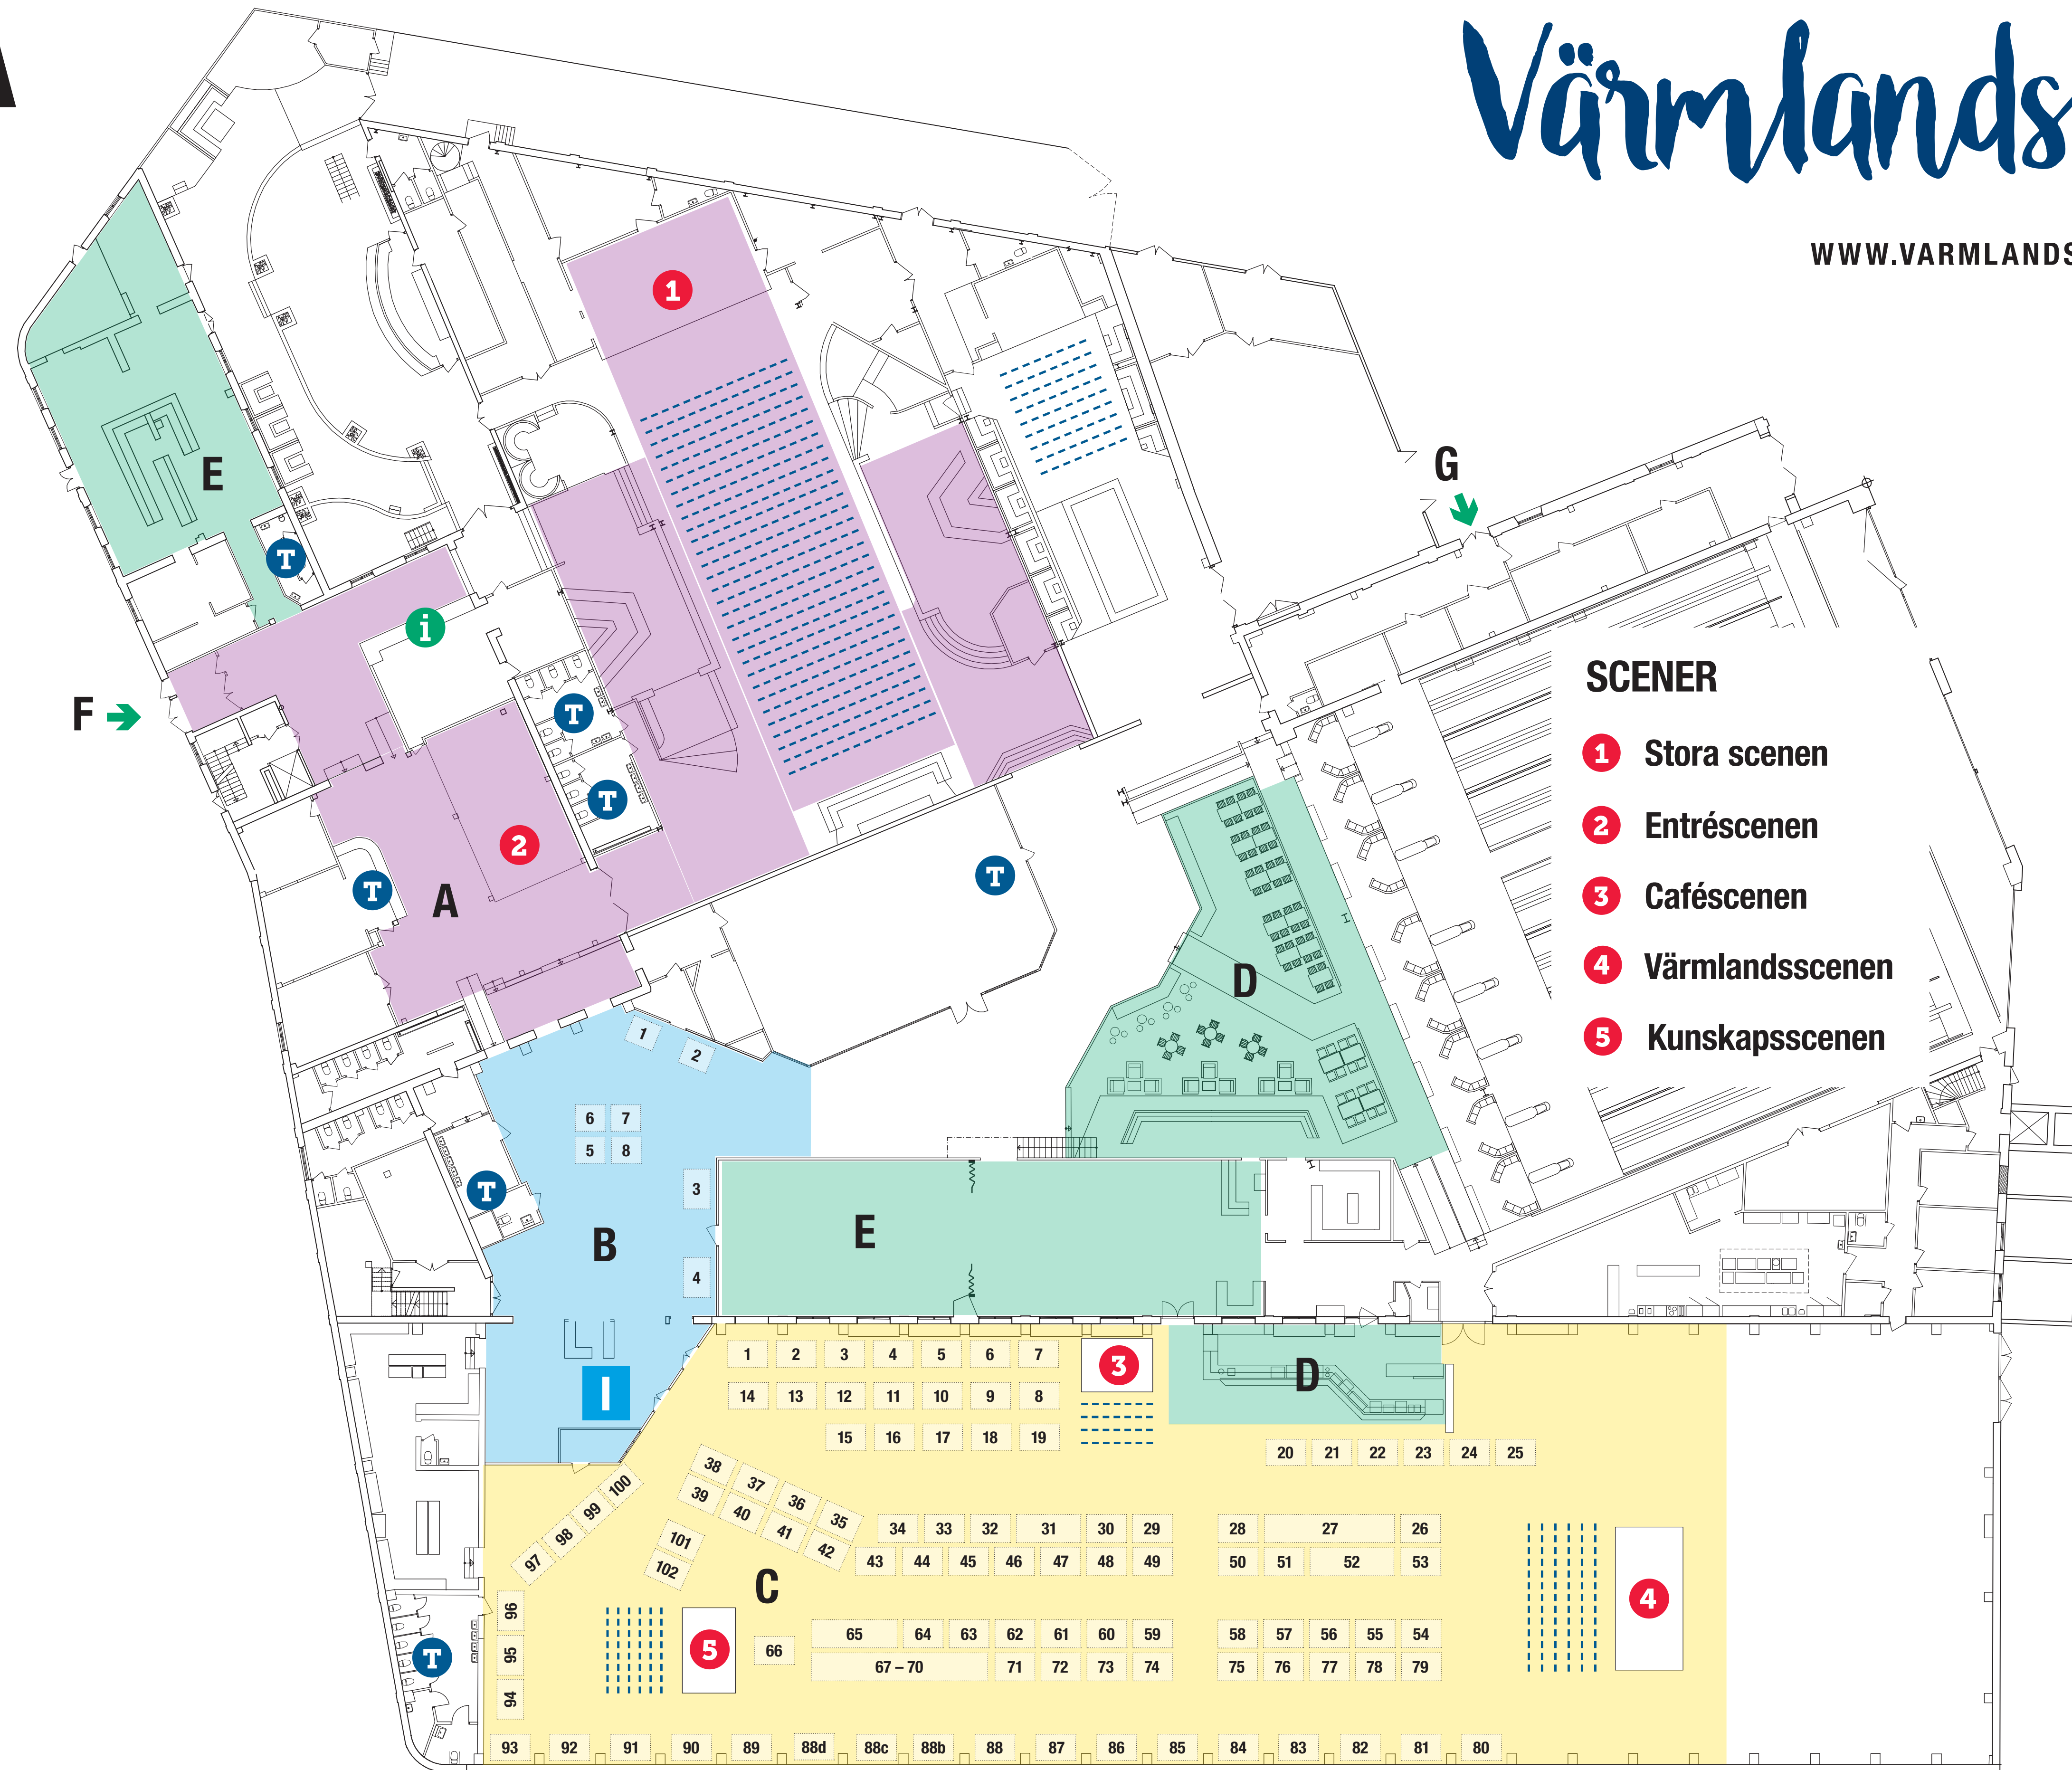 Värmlands
WWW.VARMLANDS
1
E
G
T
i
T
F
T
2
T
T
A
SCENER
1 Stora scenen
2 Entréscenen
3 Caféscenen
4 Värmlandsscenen
5 Kunskapsscenen
D
1
2
6 7
5 8
3
T
B
4
E
I
1 2 3 4 5 6 7
3
D
14 13 12 11 10 9 8
15 16 17 18 19
20 21 22 23 24 25
38 37 36 35
39 40 41 42
100
99
98
97
101
102
34 33 32 31 30 29 28 27 26
43 44 45 46 47 48 49 50 51 52 53
C
96
95
94
5
4
66
65 64 63 62 61 60 59 58 57 56 55 54
67 – 70 71 72 73 74 75 76 77 78 79
T
93 92 91 90 89 88d 88c 88b 88 87 86 85 84 83 82 81 80